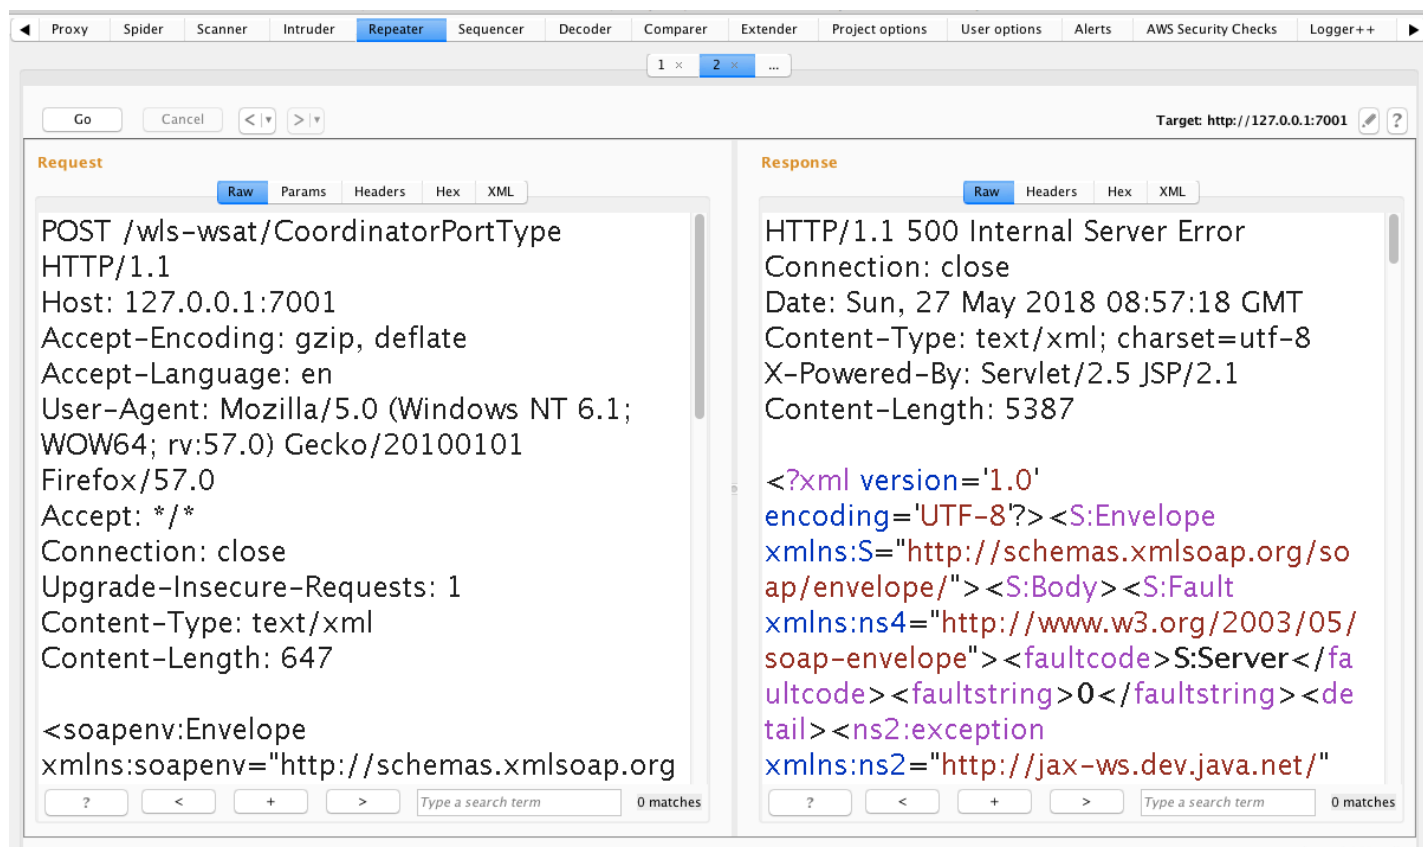 Proxy Spider Scanner Intruder Repeater Sequencer Decoder Comparer Extender Project options User options Alerts AWS Security Checks Logger++
1 × 2 × ...
Go Cancel < > Target: http://127.0.0.1:7001 ?
Request
Raw Params Headers Hex XML
POST /wls-wsat/CoordinatorPortType
HTTP/1.1
Host: 127.0.0.1:7001
Accept-Encoding: gzip, deflate
Accept-Language: en
User-Agent: Mozilla/5.0 (Windows NT 6.1;
WOW64; rv:57.0) Gecko/20100101
Firefox/57.0
Accept: */*
Connection: close
Upgrade-Insecure-Requests: 1
Content-Type: text/xml
Content-Length: 647
<soapenv:Envelope
xmlns:soapenv="http://schemas.xmlsoap.org
? < + > Type a search term 0 matches
Response
Raw Headers Hex XML
HTTP/1.1 500 Internal Server Error
Connection: close
Date: Sun, 27 May 2018 08:57:18 GMT
Content-Type: text/xml; charset=utf-8
X-Powered-By: Servlet/2.5 JSP/2.1
Content-Length: 5387
<?xml version='1.0'
encoding='UTF-8'?><S:Envelope
xmlns:S="http://schemas.xmlsoap.org/so
ap/envelope/"><S:Body><S:Fault
xmlns:ns4="http://www.w3.org/2003/05/
soap-envelope"><faultcode>S:Server</fa
ultcode><faultstring>0</faultstring><de
tail><ns2:exception
xmlns:ns2="http://jax-ws.dev.java.net/"
? < + > Type a search term 0 matches